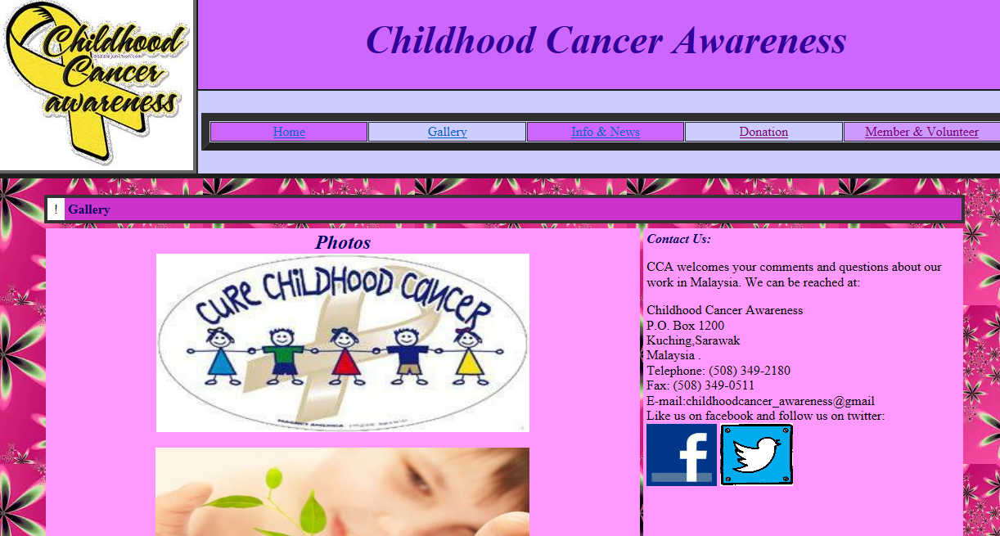 Childhood
Cancer
awareness
Childhood Cancer Awareness
Home
Gallery
Info & News
Donation
Member & Volunteer
! Gallery
Photos
CURE CHILDHOOD CANCER
Contact Us:
CCA welcomes your comments and questions about our
work in Malaysia. We can be reached at:
Childhood Cancer Awareness
P.O. Box 1200
Kuching,Sarawak
Malaysia .
Telephone: (508) 349-2180
Fax: (508) 349-0511
E-mail:childhoodcancer_awareness@gmail
Like us on facebook and follow us on twitter:
f